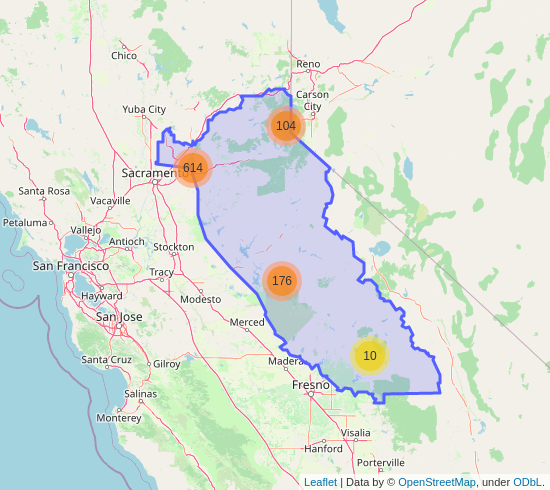 Chico
Reno
Carson
City
Yuba City
104
614
Sacramento
Santa Rosa
Vacaville
Petaluma
Vallejo
Antioch
Stockton
San Francisco
Tracy
176
Hayward
Modesto
San Jose
Merced
10
Santa Cruz
Gilroy
Madera
Fresno
Salinas
Monterey
Visalia
Hanford
Porterville
Leaflet | Data by © OpenStreetMap, under ODbL.